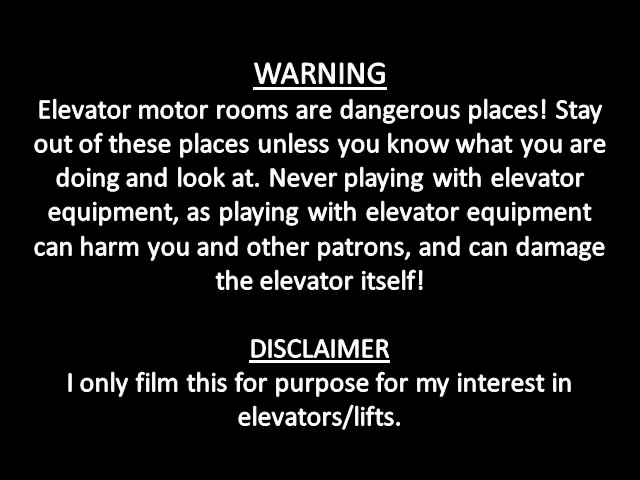 WARNING
Elevator motor rooms are dangerous places! Stay
out of these places unless you know what you are
doing and look at. Never playing with elevator
equipment, as playing with elevator equipment
can harm you and other patrons, and can damage
the elevator itself!
DISCLAIMER
I only film this for purpose for my interest in
elevators/lifts.